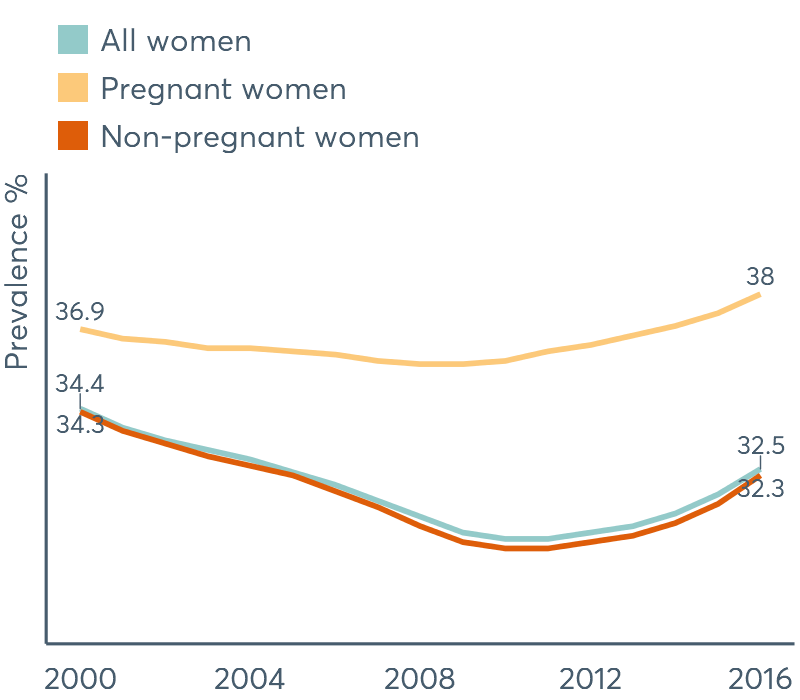 All women
Pregnant women
Non-pregnant women
Prevalence %
38
36.9
34.4
34.3
32.5
32.3
2000 2004 2008 2012 2016